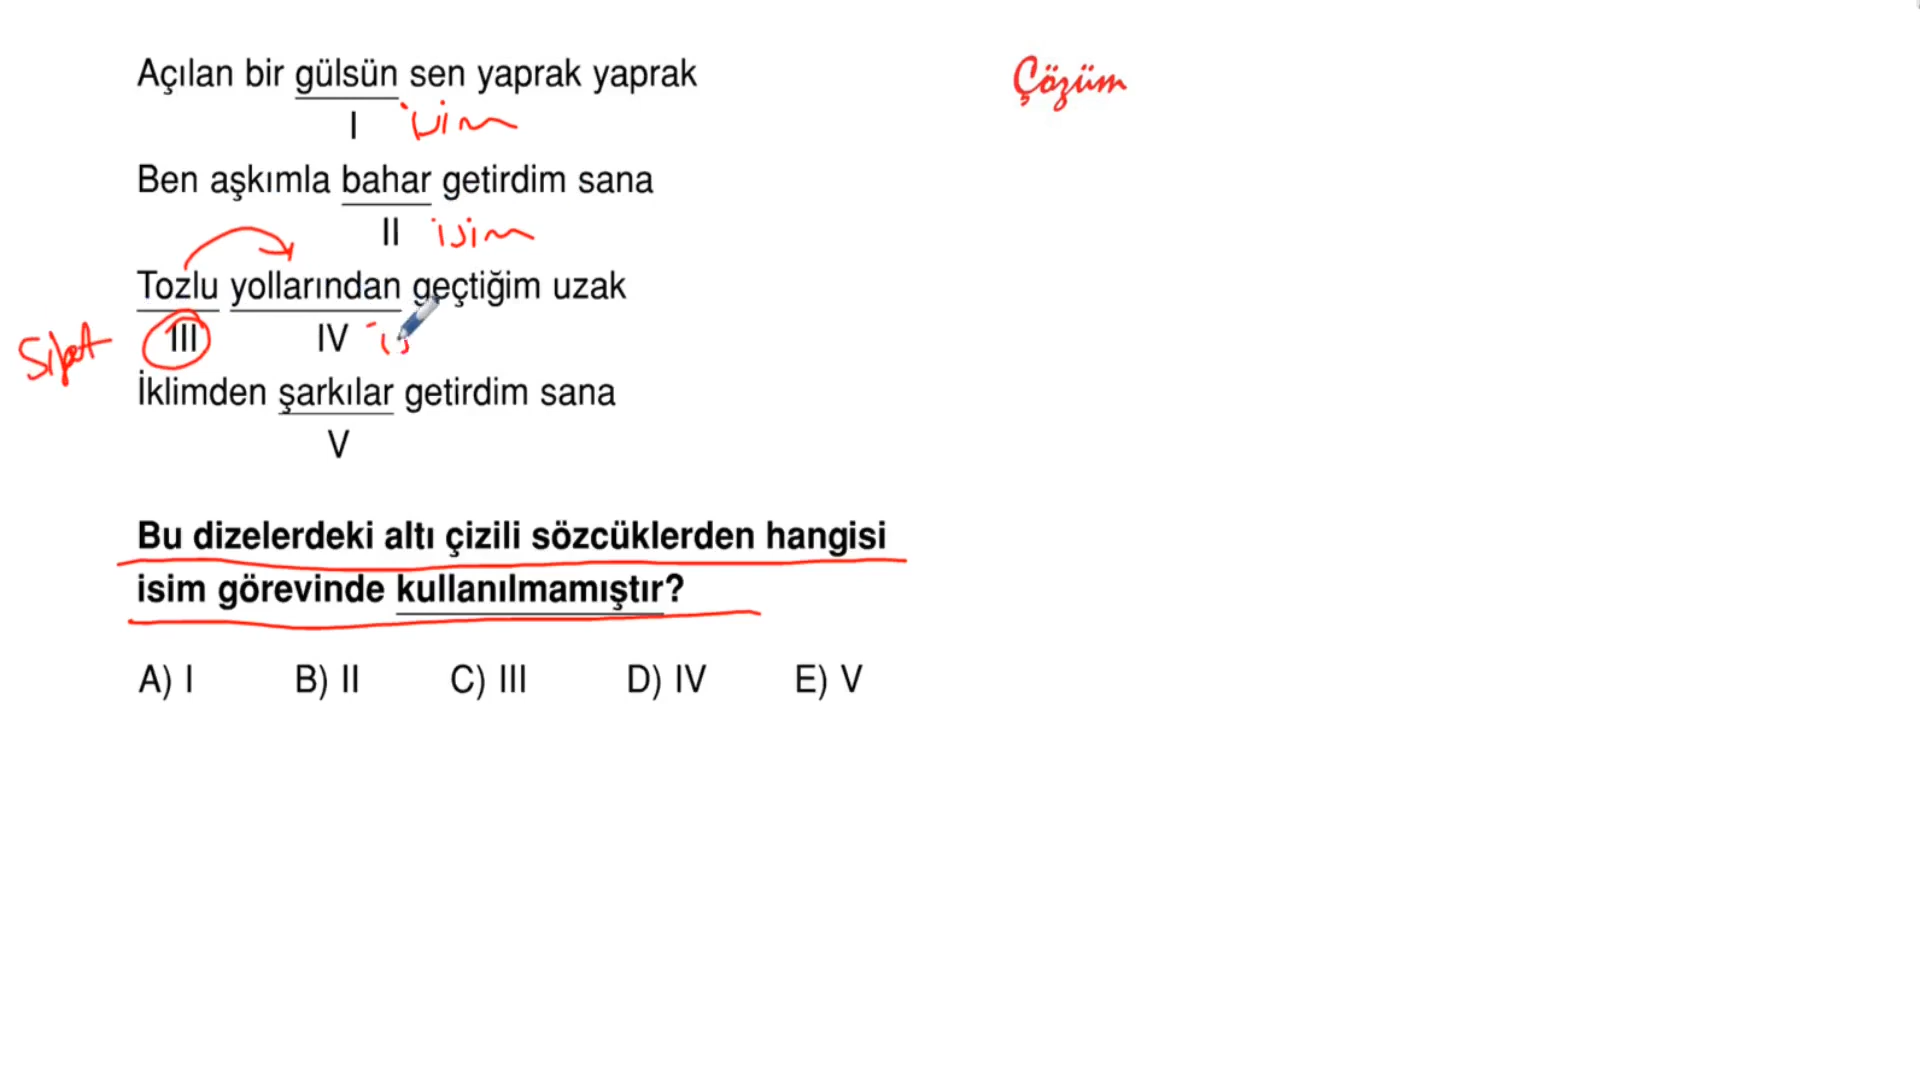 Açılan bir gülsün sen yaprak yaprak
Çözüm
I isim
Ben aşkımla bahar getirdim sana
II isim
Tozlu yollarından geçtiğim uzak
Sıfat III IV is
İklimden şarkılar getirdim sana
V
Bu dizelerdeki altı çizili sözcüklerden hangisi
isim görevinde kullanılmamıştır?
A) I B) II C) III D) IV E) V